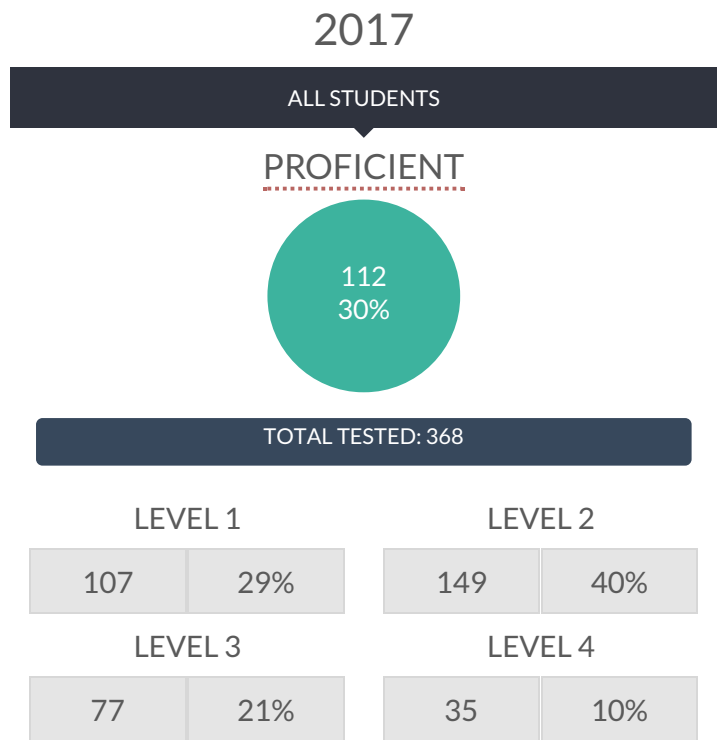 2017
ALL STUDENTS
PROFICIENT
112
30%
TOTAL TESTED: 368
LEVEL 1
107 29%
LEVEL 2
149 40%
LEVEL 3
77 21%
LEVEL 4
35 10%